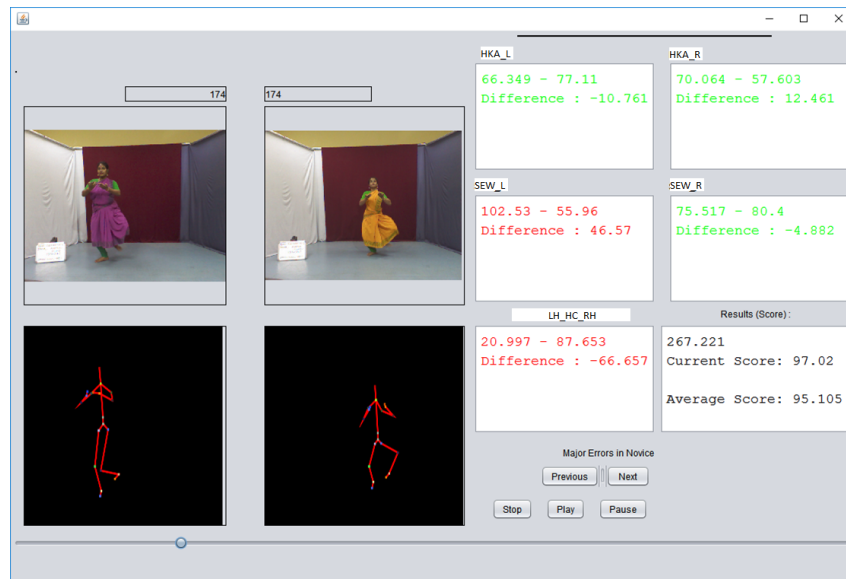 HKA_L
HKA_R
66.349 - 77.11
Difference : -10.761
70.064 - 57.603
Difference : 12.461
174
174
SEW_L
SEW_R
102.53 - 55.96
Difference : 46.57
75.517 - 80.4
Difference : -4.882
LH_HC_RH
Results (Score) :
20.997 - 87.653
Difference : -66.657
267.221
Current Score: 97.02
Average Score: 95.105
Major Errors in Novice
Previous
Next
Stop
Play
Pause